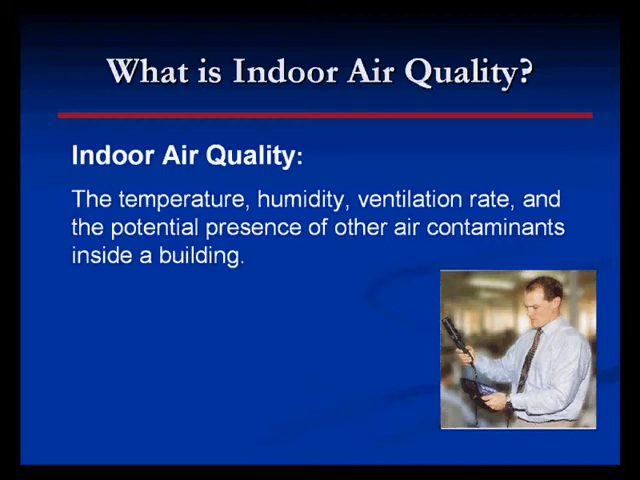 What is Indoor Air Quality?
Indoor Air Quality:
The temperature, humidity, ventilation rate, and
the potential presence of other air contaminants
inside a building.